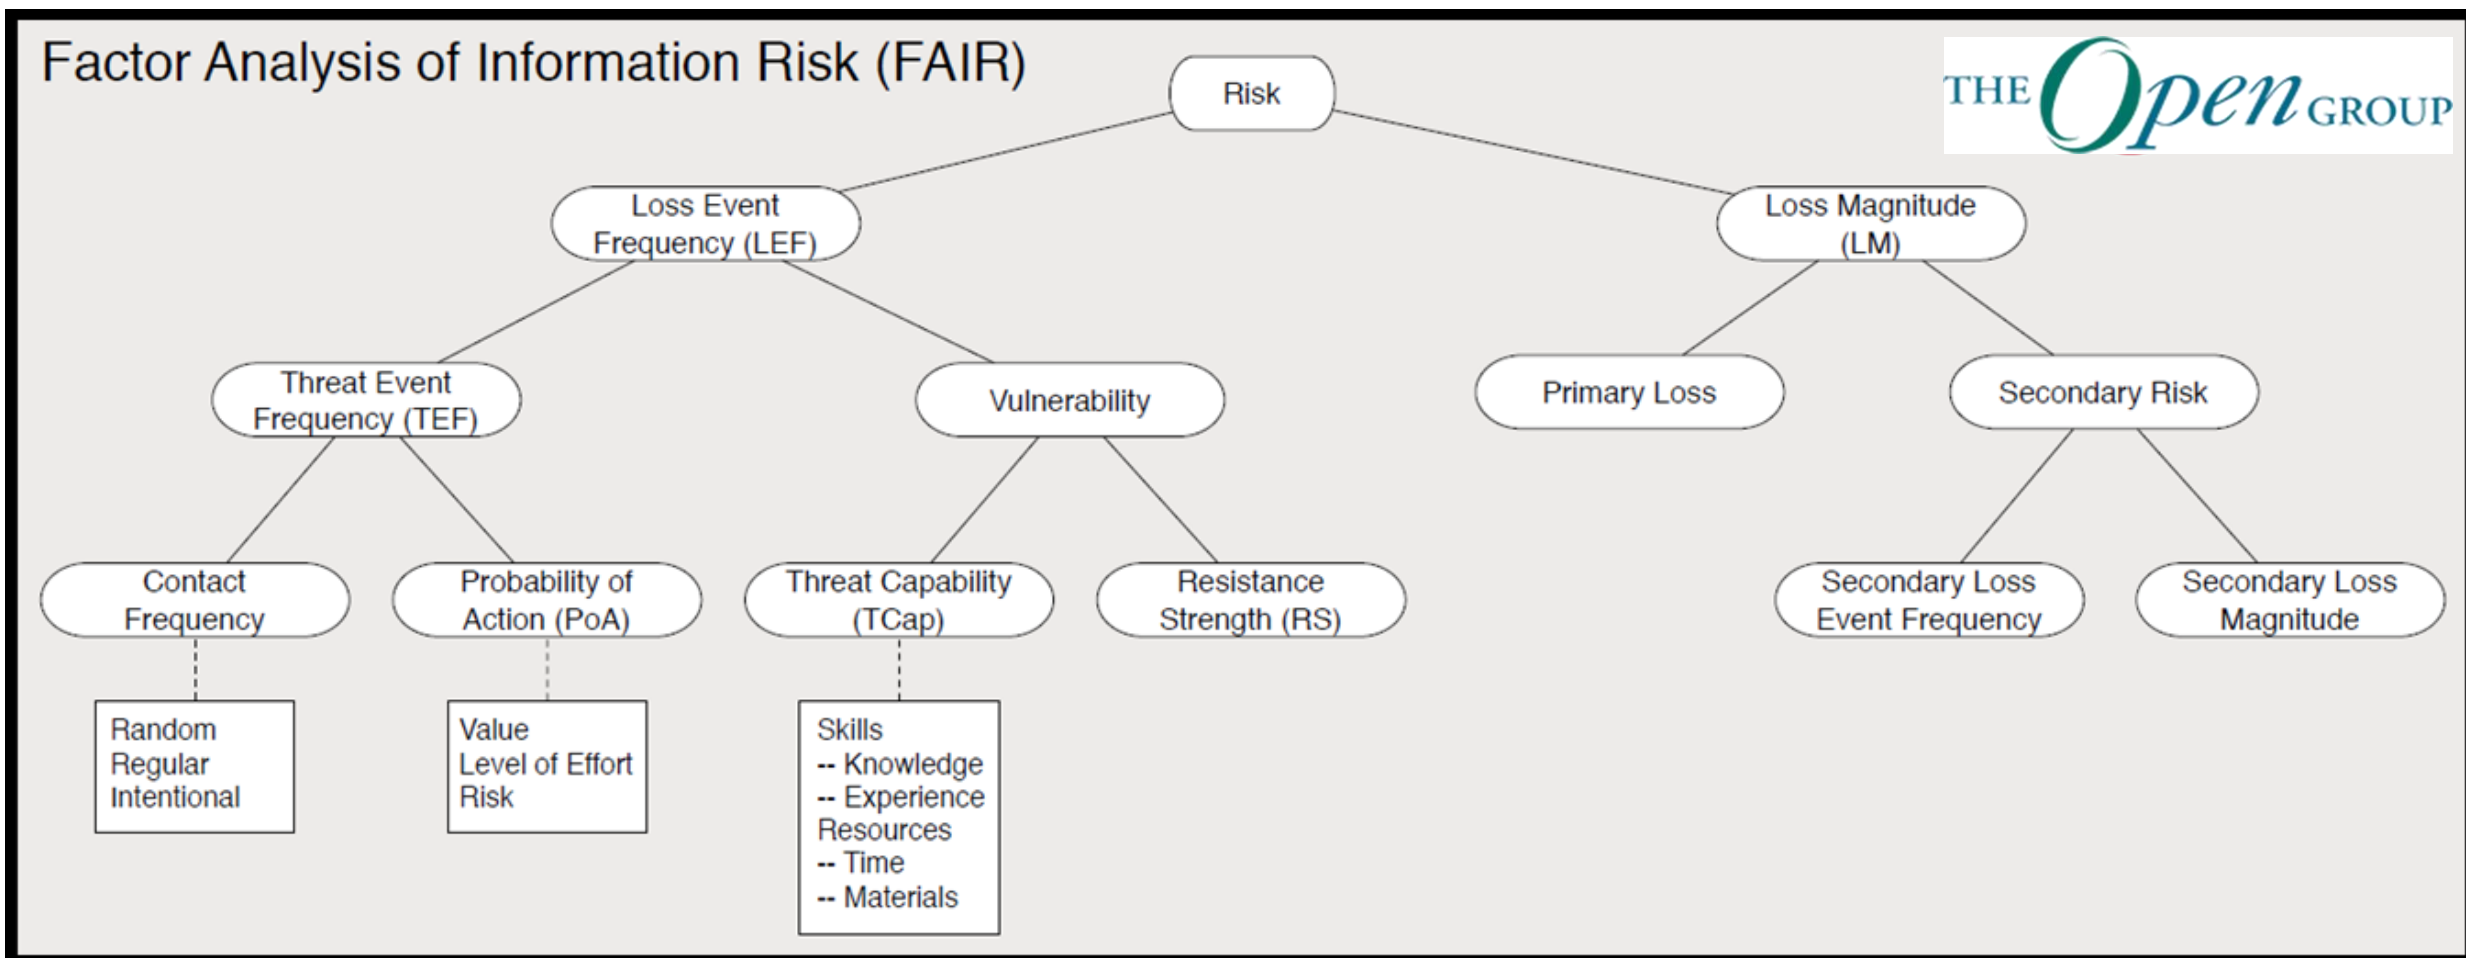 Factor Analysis of Information Risk (FAIR)
THE Open GROUP
Risk
Loss Event
Frequency (LEF)
Loss Magnitude
(LM)
Threat Event
Frequency (TEF)
Vulnerability
Primary Loss
Secondary Risk
Contact
Frequency
Probability of
Action (PoA)
Threat Capability
(TCap)
Resistance
Strength (RS)
Secondary Loss
Event Frequency
Secondary Loss
Magnitude
Random
Regular
Intentional
Value
Level of Effort
Risk
Skills
-- Knowledge
-- Experience
Resources
-- Time
-- Materials